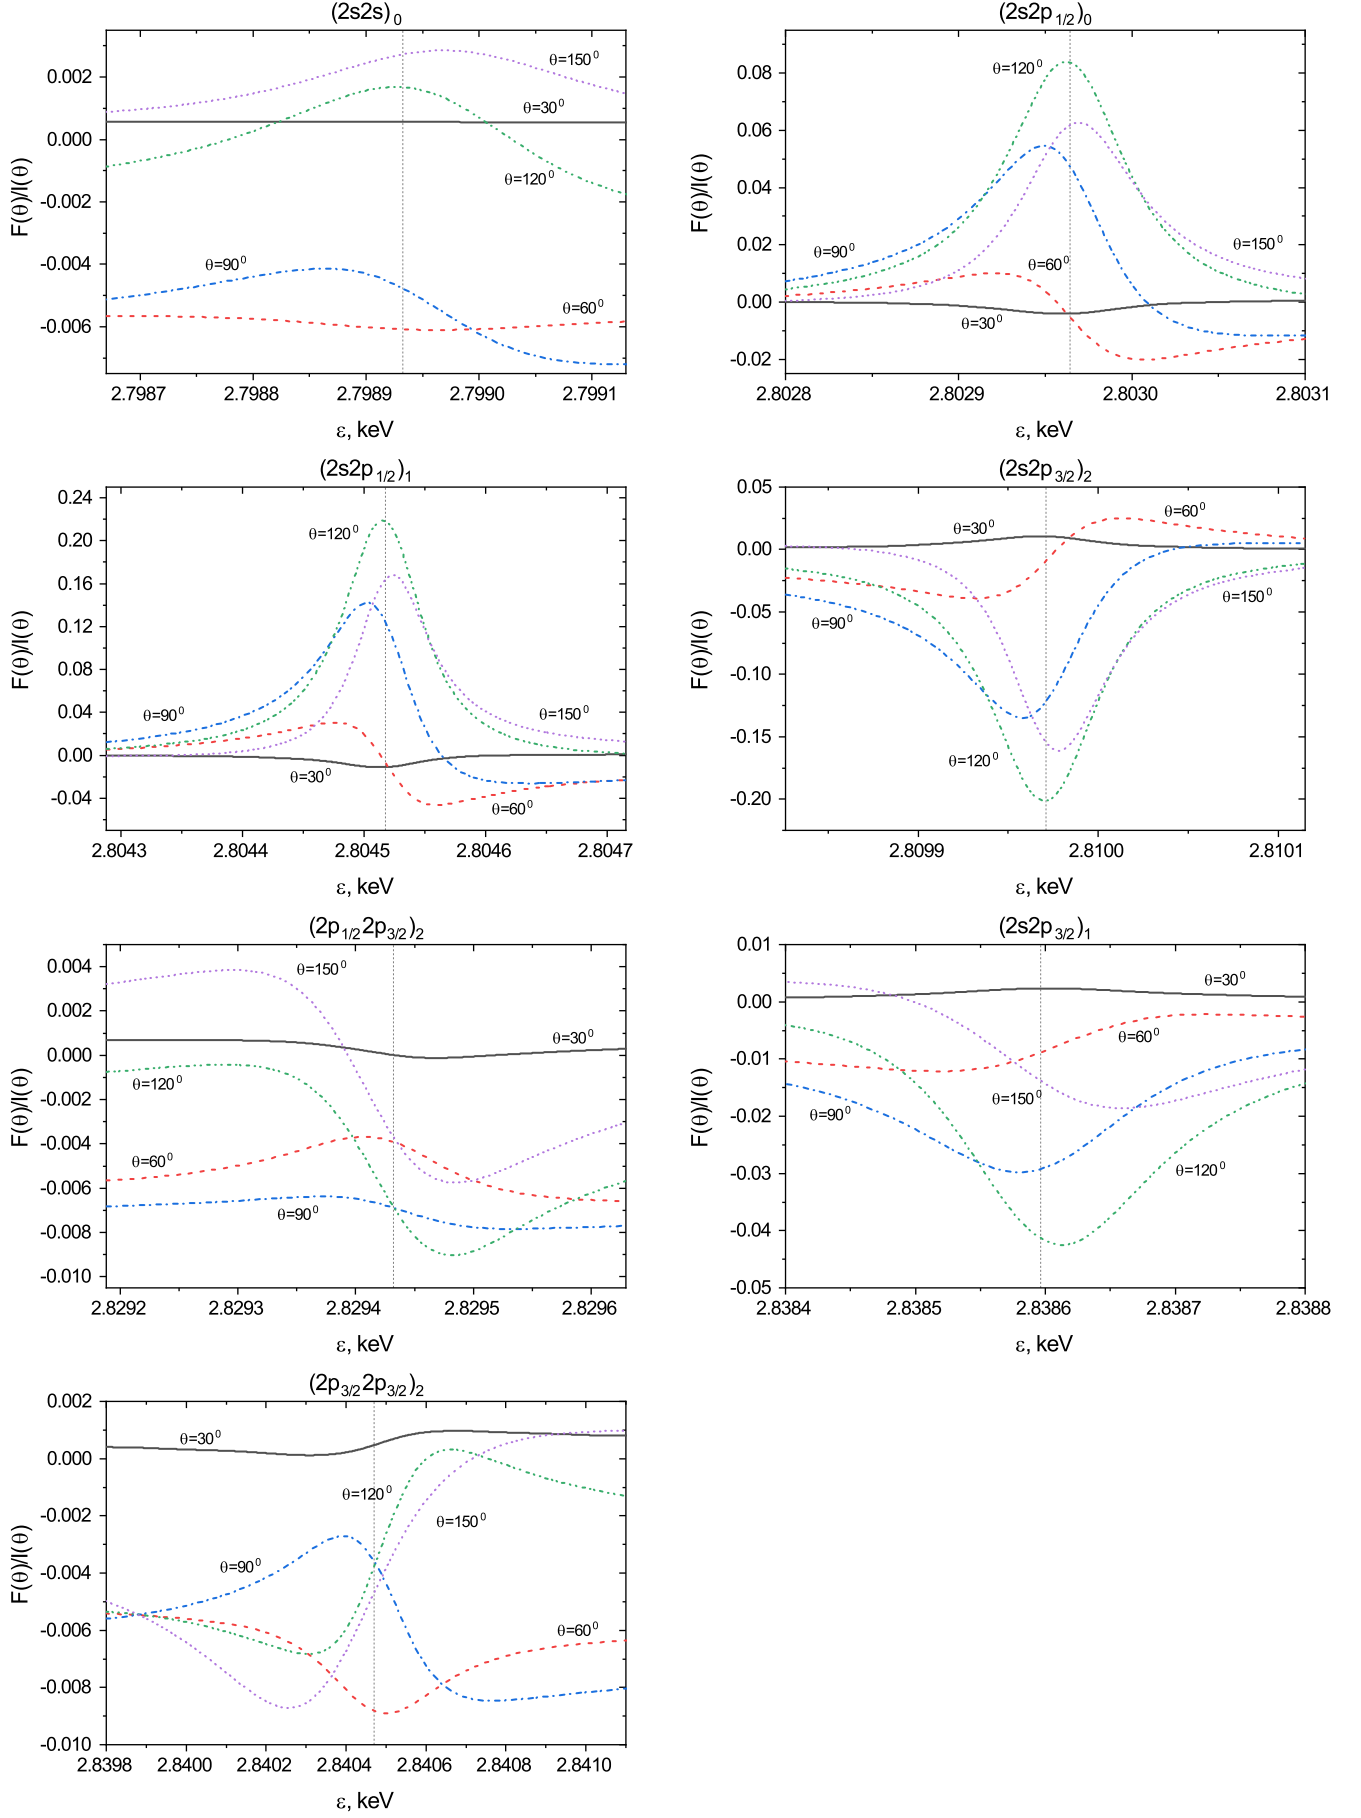 (2s2s)₀
F(θ)/I(θ)
0.002
0.000
-0.002
-0.004
-0.006
θ=150⁰
θ=30⁰
θ=120⁰
θ=90⁰
θ=60⁰
2.7987 2.7988 2.7989 2.7990 2.7991
ε, keV
(2s2p₁/₂)₀
F(θ)/I(θ)
0.08
0.06
0.04
0.02
0.00
-0.02
θ=120⁰
θ=150⁰
θ=90⁰
θ=60⁰
θ=30⁰
2.8028 2.8029 2.8030 2.8031
ε, keV
(2s2p₁/₂)₁
F(θ)/I(θ)
0.24
0.20
0.16
0.12
0.08
0.04
0.00
-0.04
θ=120⁰
θ=90⁰
θ=150⁰
θ=30⁰
θ=60⁰
2.8043 2.8044 2.8045 2.8046 2.8047
ε, keV
(2s2p₃/₂)₂
F(θ)/I(θ)
0.05
0.00
-0.05
-0.10
-0.15
-0.20
θ=60⁰
θ=30⁰
θ=150⁰
θ=90⁰
θ=120⁰
2.8099 2.8100 2.8101
ε, keV
(2p₁/₂2p₃/₂)₂
F(θ)/I(θ)
0.004
0.002
0.000
-0.002
-0.004
-0.006
-0.008
-0.010
θ=150⁰
θ=30⁰
θ=120⁰
θ=60⁰
θ=90⁰
2.8292 2.8293 2.8294 2.8295 2.8296
ε, keV
(2s2p₃/₂)₁
F(θ)/I(θ)
0.01
0.00
-0.01
-0.02
-0.03
-0.04
-0.05
θ=30⁰
θ=60⁰
θ=150⁰
θ=90⁰
θ=120⁰
2.8384 2.8385 2.8386 2.8387 2.8388
ε, keV
(2p₃/₂2p₃/₂)₂
F(θ)/I(θ)
0.002
0.000
-0.002
-0.004
-0.006
-0.008
-0.010
θ=30⁰
θ=120⁰
θ=150⁰
θ=90⁰
θ=60⁰
2.8398 2.8400 2.8402 2.8404 2.8406 2.8408 2.8410
ε, keV